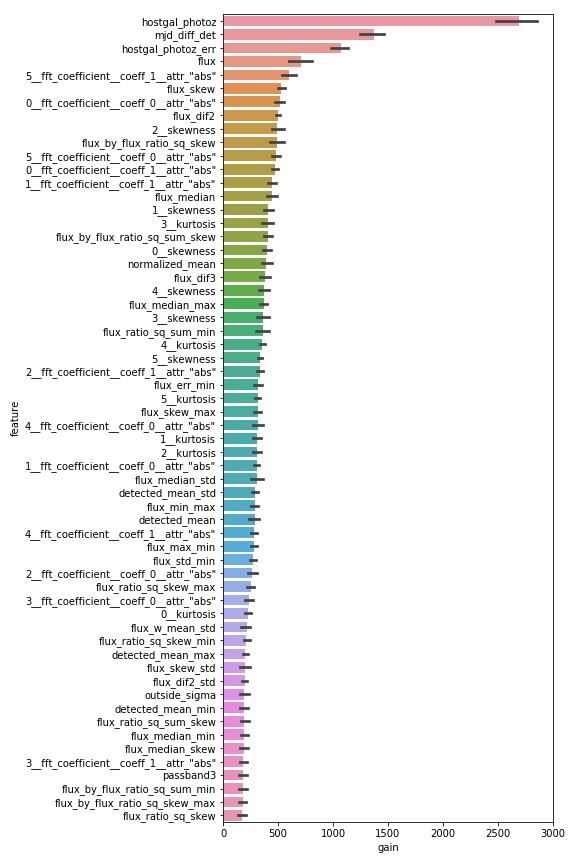 hostgal_photoz
mjd_diff_det
hostgal_photoz_err
flux
5__fft_coefficient__coeff_1__attr_"abs"
flux_skew
0__fft_coefficient__coeff_0__attr_"abs"
flux_dif2
2__skewness
flux_by_flux_ratio_sq_skew
5__fft_coefficient__coeff_0__attr_"abs"
0__fft_coefficient__coeff_1__attr_"abs"
1__fft_coefficient__coeff_1__attr_"abs"
flux_median
1__skewness
3__kurtosis
flux_by_flux_ratio_sq_sum_skew
0__skewness
normalized_mean
flux_dif3
4__skewness
flux_median_max
3__skewness
flux_ratio_sq_sum_min
4__kurtosis
5__skewness
2__fft_coefficient__coeff_1__attr_"abs"
flux_err_min
5__kurtosis
flux_skew_max
4__fft_coefficient__coeff_0__attr_"abs"
1__kurtosis
2__kurtosis
1__fft_coefficient__coeff_0__attr_"abs"
flux_median_std
detected_mean_std
flux_min_max
detected_mean
4__fft_coefficient__coeff_1__attr_"abs"
flux_max_min
flux_std_min
2__fft_coefficient__coeff_0__attr_"abs"
flux_ratio_sq_skew_max
3__fft_coefficient__coeff_0__attr_"abs"
0__kurtosis
flux_w_mean_std
flux_ratio_sq_skew_min
detected_mean_max
flux_skew_std
flux_dif2_std
outside_sigma
detected_mean_min
flux_ratio_sq_sum_skew
flux_median_min
flux_median_skew
3__fft_coefficient__coeff_1__attr_"abs"
passband3
flux_by_flux_ratio_sq_sum_min
flux_by_flux_ratio_sq_skew_max
flux_ratio_sq_skew
feature
0 500 1000 1500 2000 2500 3000
gain